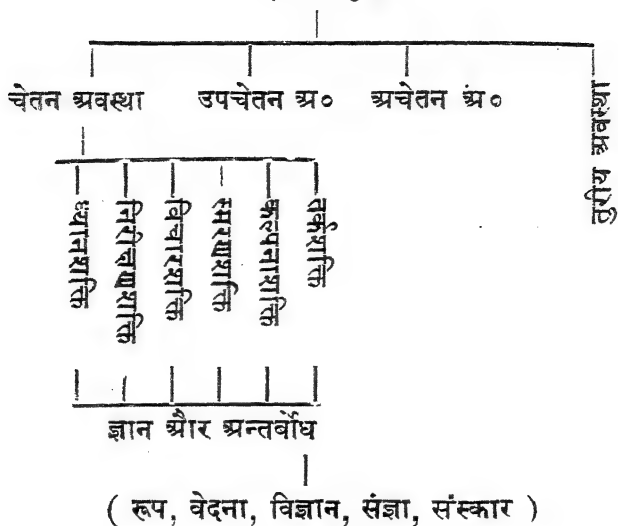 चेतन अवस्था उपचेतन अ० अचेतन अं०
तुरीय अवस्था
ध्यानशक्ति
निरीक्षणशक्ति
विचारशक्ति
स्मरणशक्ति
कल्पनाशक्ति
तर्कशक्ति
ज्ञान और अन्तर्बोध
( रूप, वेदना, विज्ञान, संज्ञा, संस्कार )